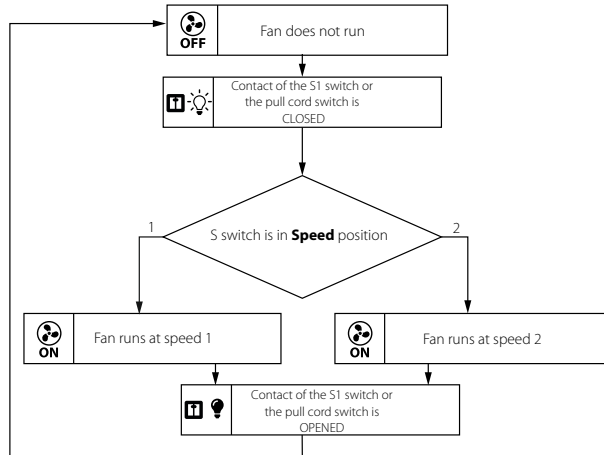 OFF
Fan does not run
Contact of the S1 switch or
the pull cord switch is
CLOSED
S switch is in Speed position
1
2
ON
Fan runs at speed 1
ON
Fan runs at speed 2
Contact of the S1 switch or
the pull cord switch is
OPENED